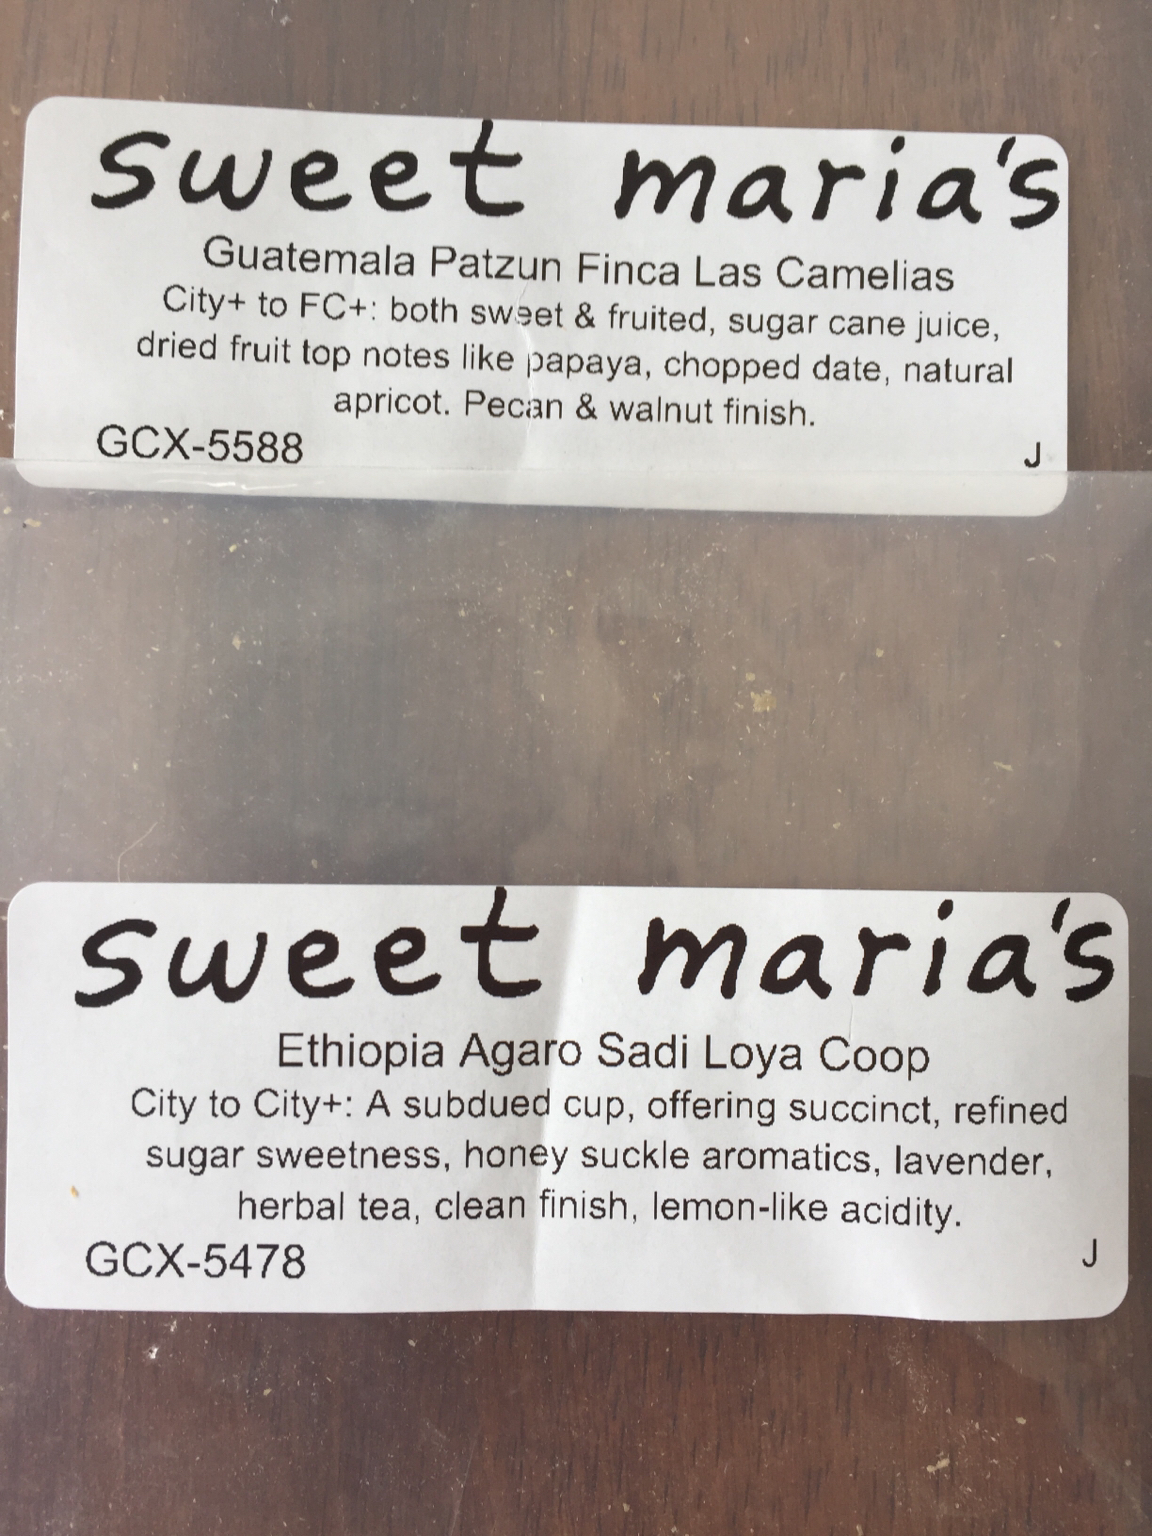 sweet maria's
Guatemala Patzun Finca Las Camelias
City+ to FC+: both sweet & fruited, sugar cane juice,
dried fruit top notes like papaya, chopped date, natural
apricot. Pecan & walnut finish.
GCX-5588 J
sweet maria's
Ethiopia Agaro Sadi Loya Coop
City to City+: A subdued cup, offering succinct, refined
sugar sweetness, honey suckle aromatics, lavender,
herbal tea, clean finish, lemon-like acidity.
GCX-5478 J